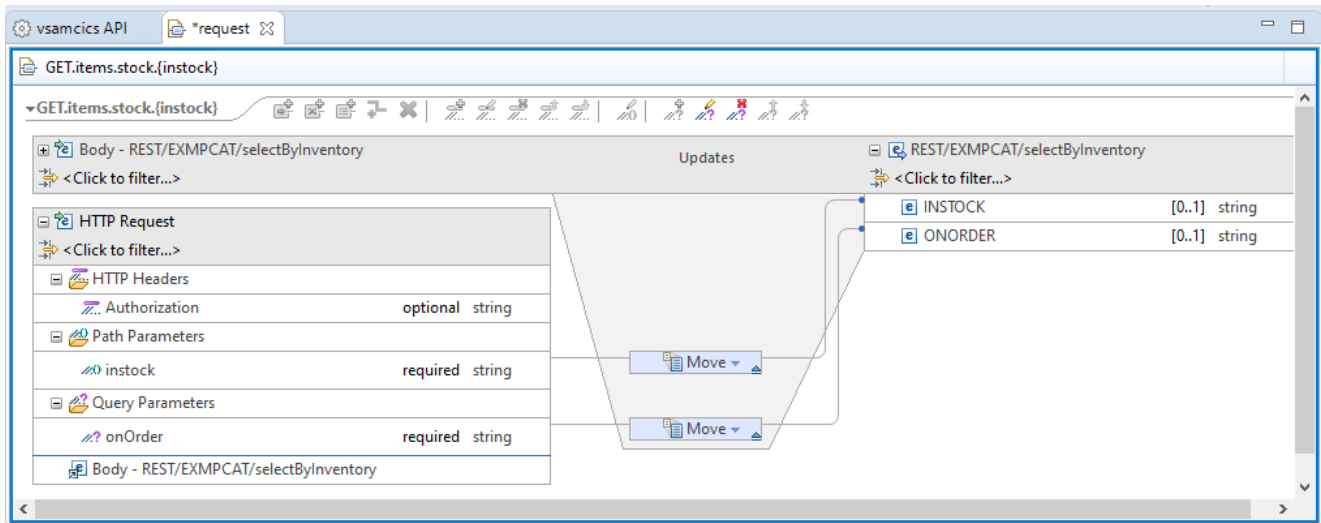 vsamcics API
*request
GET.items.stock.{instock}
GET.items.stock.{instock}
Body - REST/EXMPCAT/selectByInventory
<Click to filter...>
Updates
REST/EXMPCAT/selectByInventory
<Click to filter...>
INSTOCK [0..1] string
ONORDER [0..1] string
HTTP Request
<Click to filter...>
HTTP Headers
Authorization optional string
Path Parameters
instock required string
Move
Query Parameters
onOrder required string
Move
Body - REST/EXMPCAT/selectByInventory